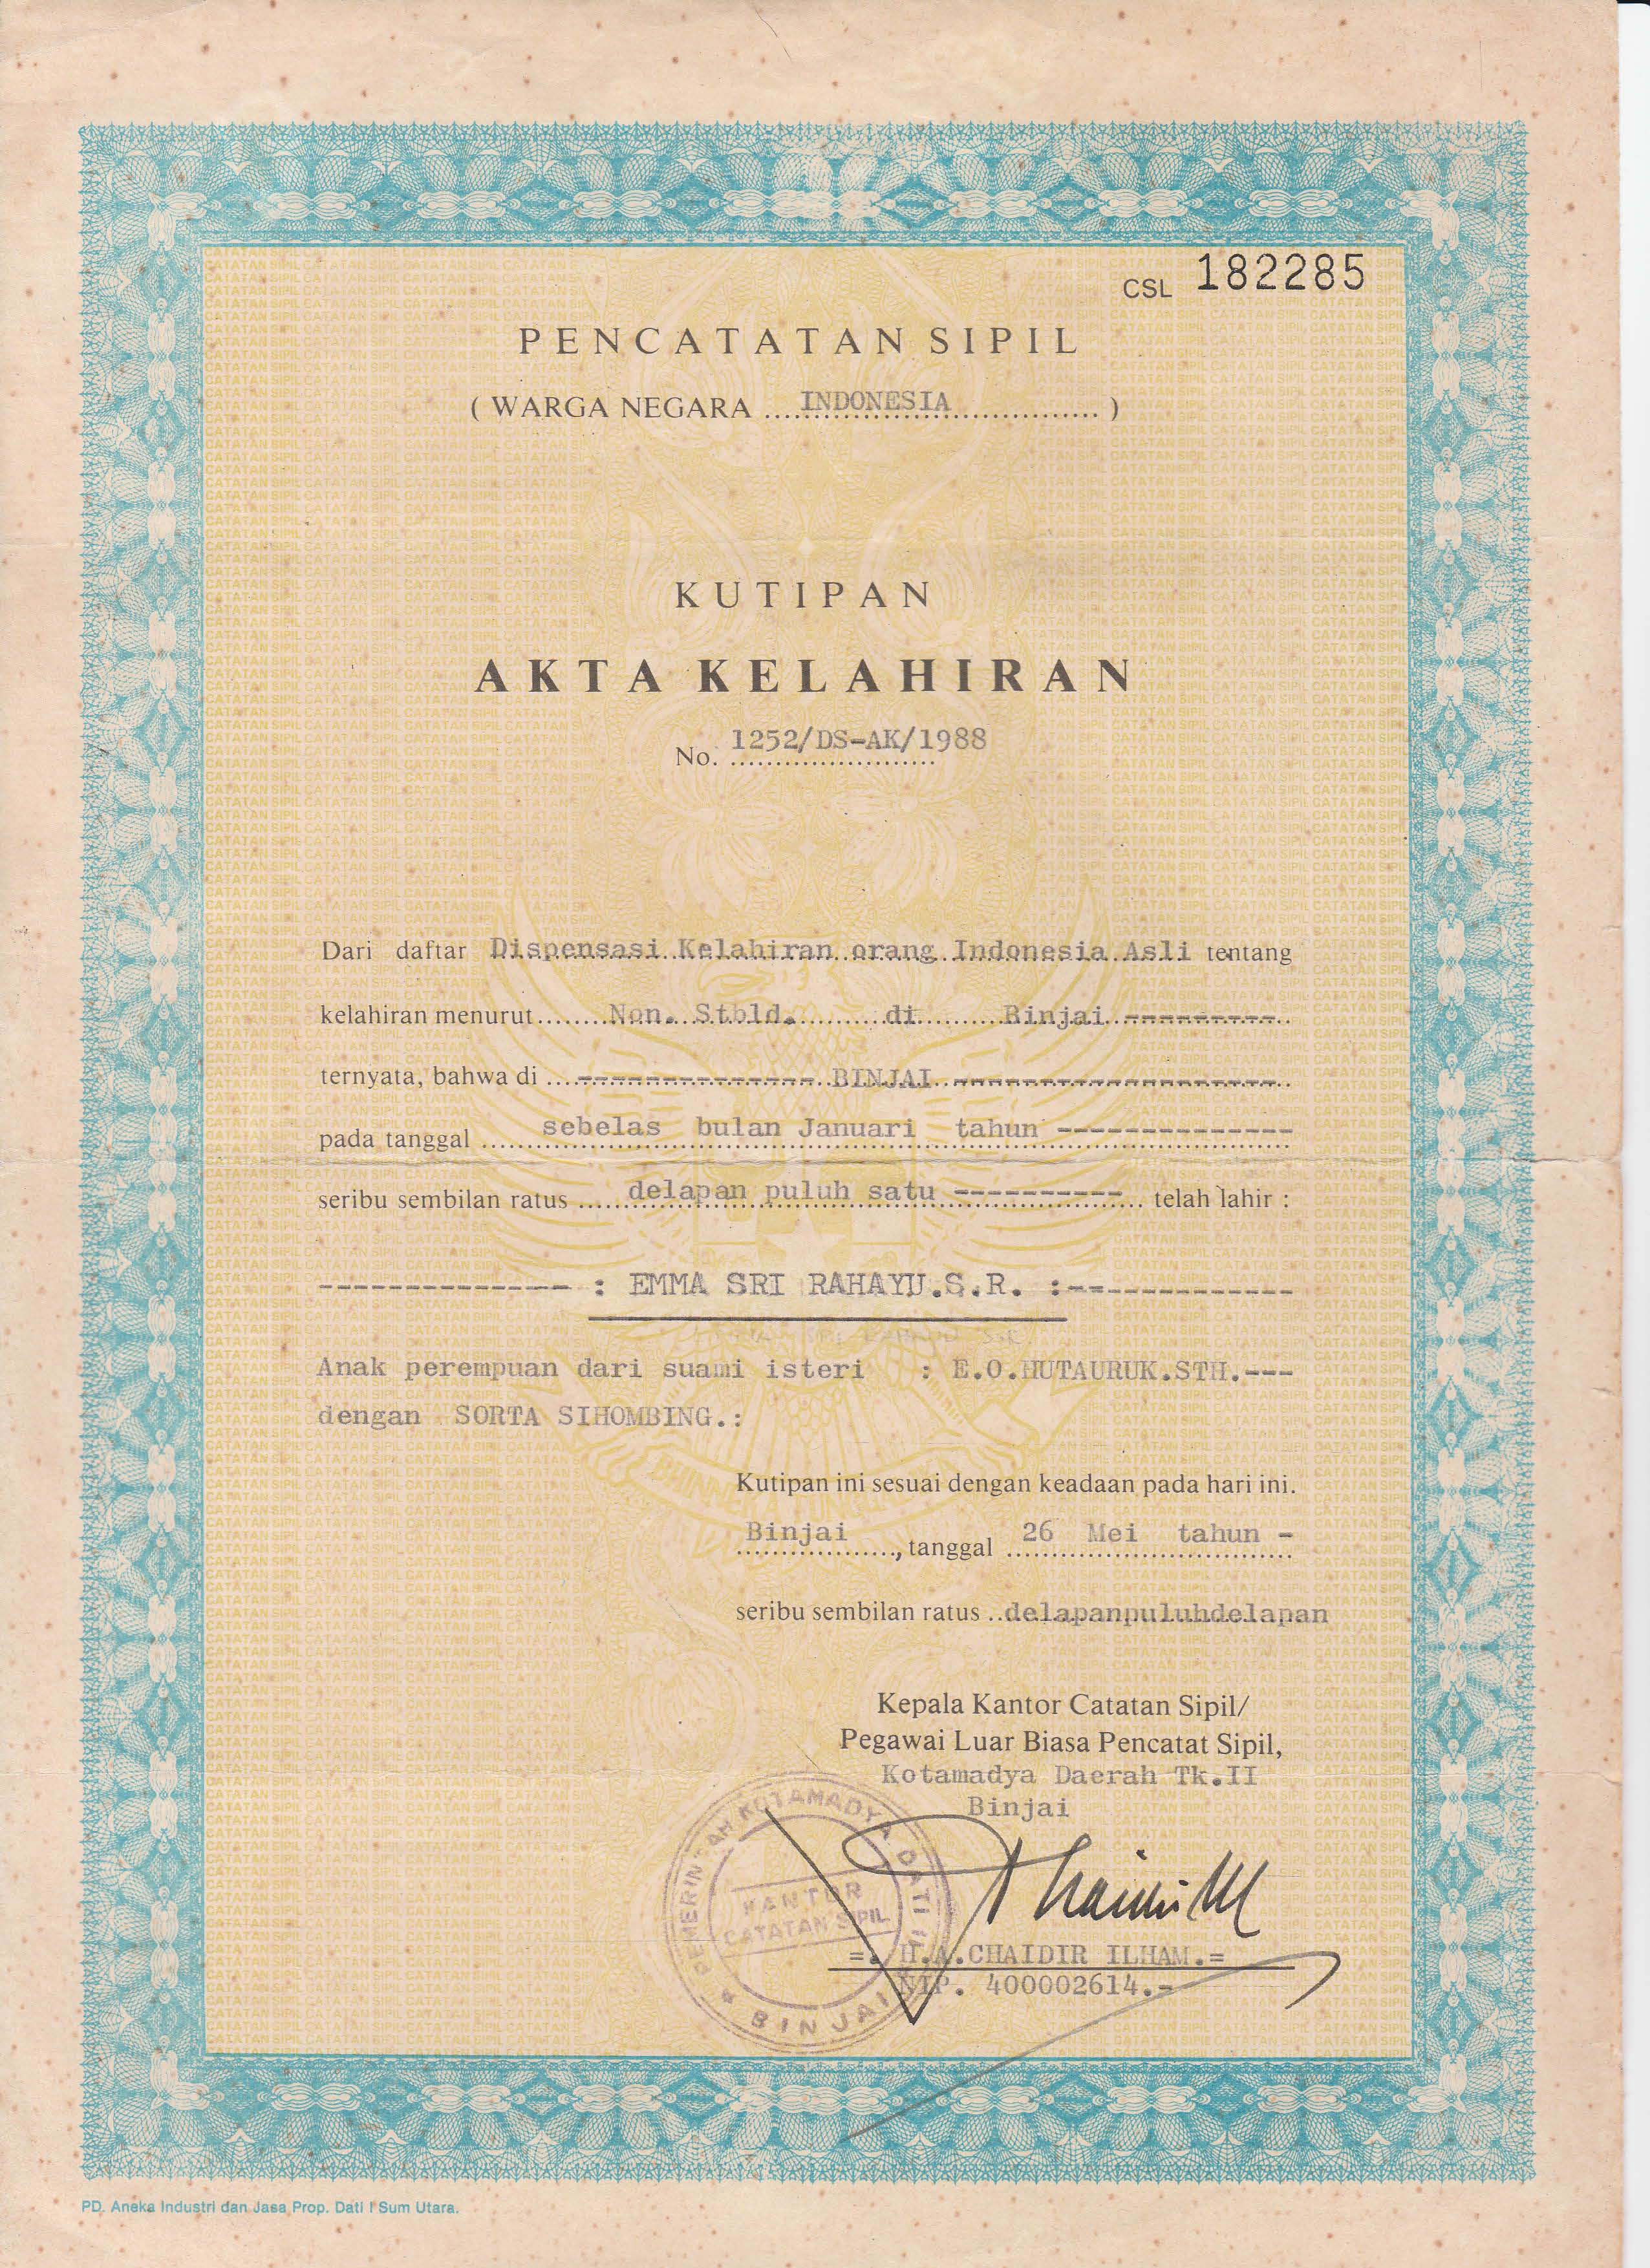 CSL 182285
PENCATATAN SIPIL
( WARGA NEGARA ....INDONESIA.................. )
KUTIPAN
AKTA KELAHIRAN
No. 1252/DS-AK/1988
Dari daftar Dispensasi Kelahiran orang Indonesia Asli tentang
kelahiran menurut ........Non. Stbld...........di..........Binjai. -----------
ternyata, bahwa di ....------------------..BINJAI..-----------------------..
pada tanggal sebelas bulan Januari tahun --------------
seribu sembilan ratus .... delapan puluh satu ---------- telah lahir :
--------------- : EMMA SRI RAHAYU.S.R. :--------------
Anak perempuan dari suami isteri : E.O.HUTAURUK.STH.---
dengan SORTA SIHOMBING.:
Kutipan ini sesuai dengan keadaan pada hari ini.
Binjai, tanggal 26 Mei tahun -
seribu sembilan ratus ..delapanpuluhdelapan
Kepala Kantor Catatan Sipil/
Pegawai Luar Biasa Pencatat Sipil,
Kotamadya Daerah Tk.II
Binjai
PEMERINTAH KOTAMADYA DATI II
KANTOR
CATATAN SIPIL
* BINJAI
=. H.A.CHAIDIR ILHAM.=
NIP. 400002614.-
PD. Aneka Industri dan Jasa Prop. Dati I Sum Utara.